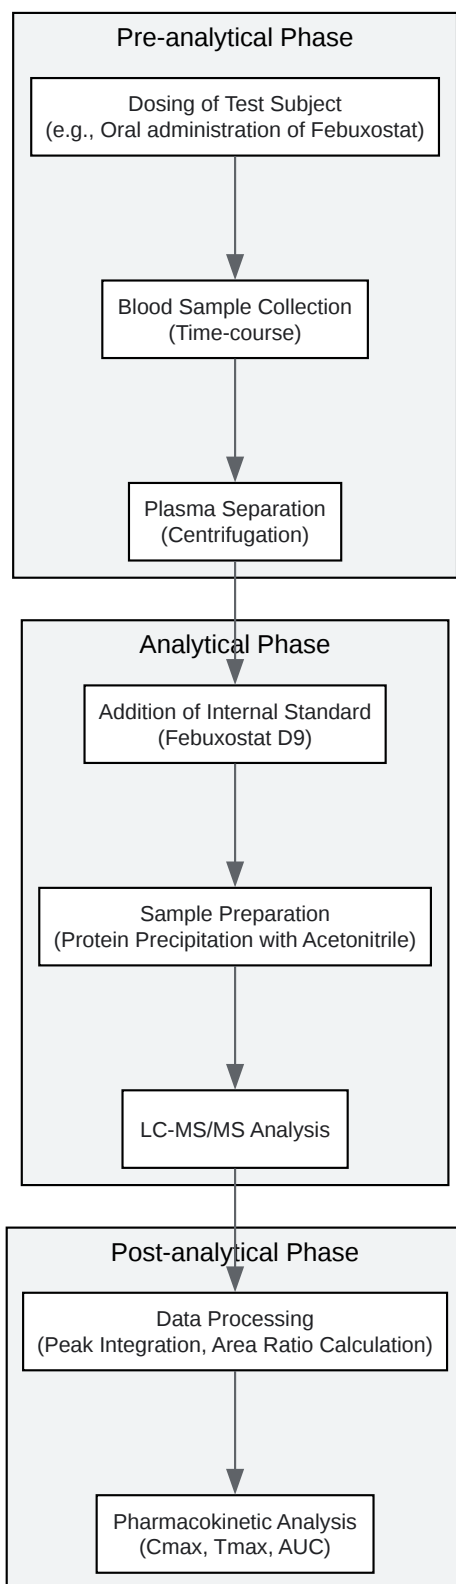 Pre-analytical Phase
Dosing of Test Subject
(e.g., Oral administration of Febuxostat)
Blood Sample Collection
(Time-course)
Plasma Separation
(Centrifugation)
Analytical Phase
Addition of Internal Standard
(Febuxostat D9)
Sample Preparation
(Protein Precipitation with Acetonitrile)
LC-MS/MS Analysis
Post-analytical Phase
Data Processing
(Peak Integration, Area Ratio Calculation)
Pharmacokinetic Analysis
(Cmax, Tmax, AUC)